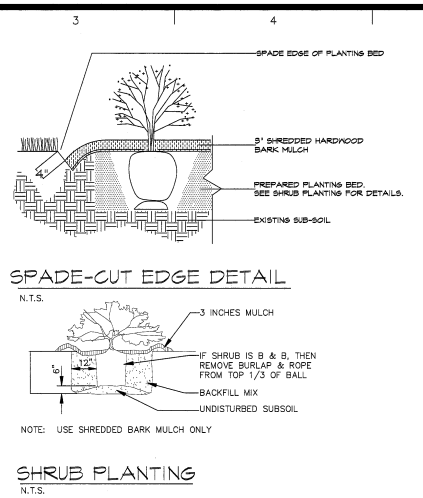 3 4
SPADE EDGE OF PLANTING BED
3" SHREDDED HARDWOOD
BARK MULCH
4"
PREPARED PLANTING BED.
SEE SHRUB PLANTING FOR DETAILS.
EXISTING SUB-SOIL
SPADE-CUT EDGE DETAIL
N.T.S.
3 INCHES MULCH
IF SHRUB IS B & B, THEN
REMOVE BURLAP & ROPE
FROM TOP 1/3 OF BALL
12"
6"
BACKFILL MIX
UNDISTURBED SUBSOIL
NOTE: USE SHREDDED BARK MULCH ONLY
SHRUB PLANTING
N.T.S.